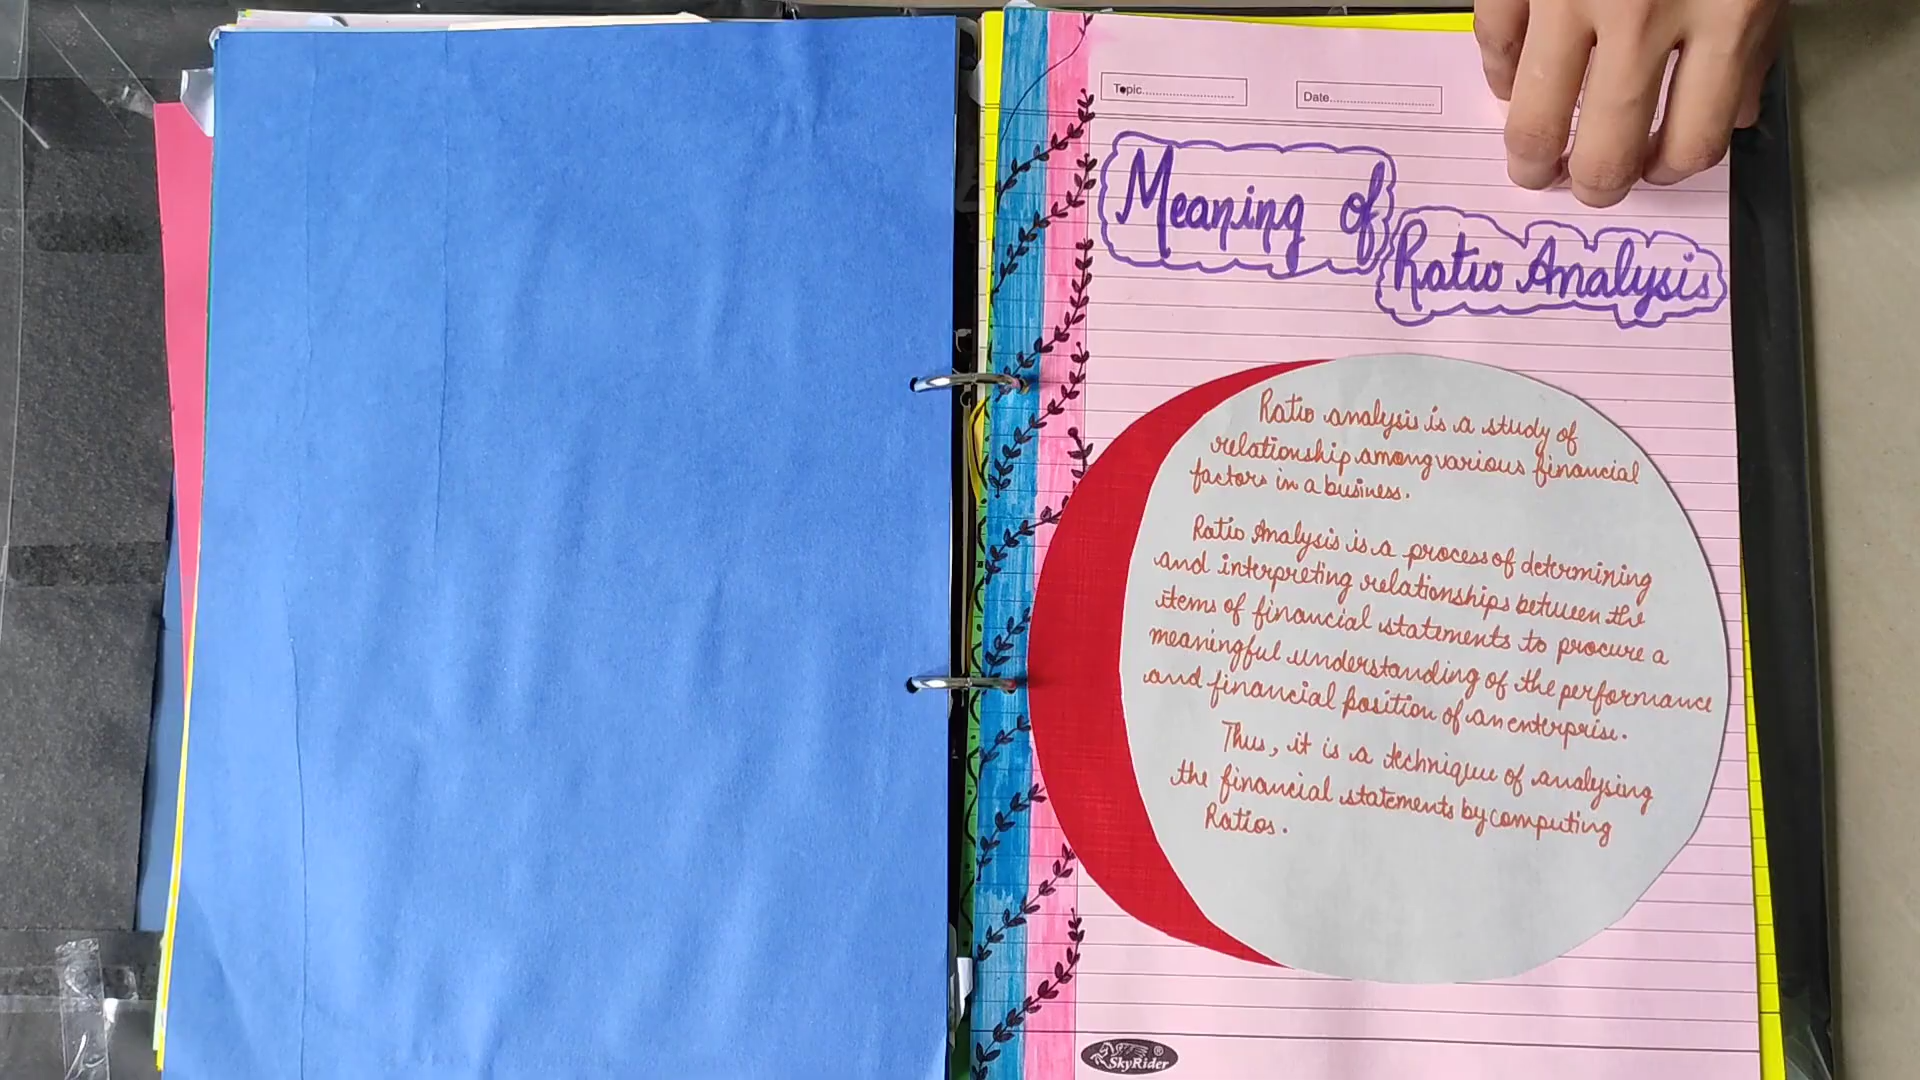 Topic..........................
Date..............................
Meaning of
Ratio Analysis
Ratio analysis is a study of
relationship among various financial
factors in a business.
Ratio Analysis is a process of determining
and interpreting relationships between the
items of financial statements to procure a
meaningful understanding of the performance
and financial position of an enterprise.
Thus, it is a technique of analysing
the financial statements by computing
Ratios.
SkyRider